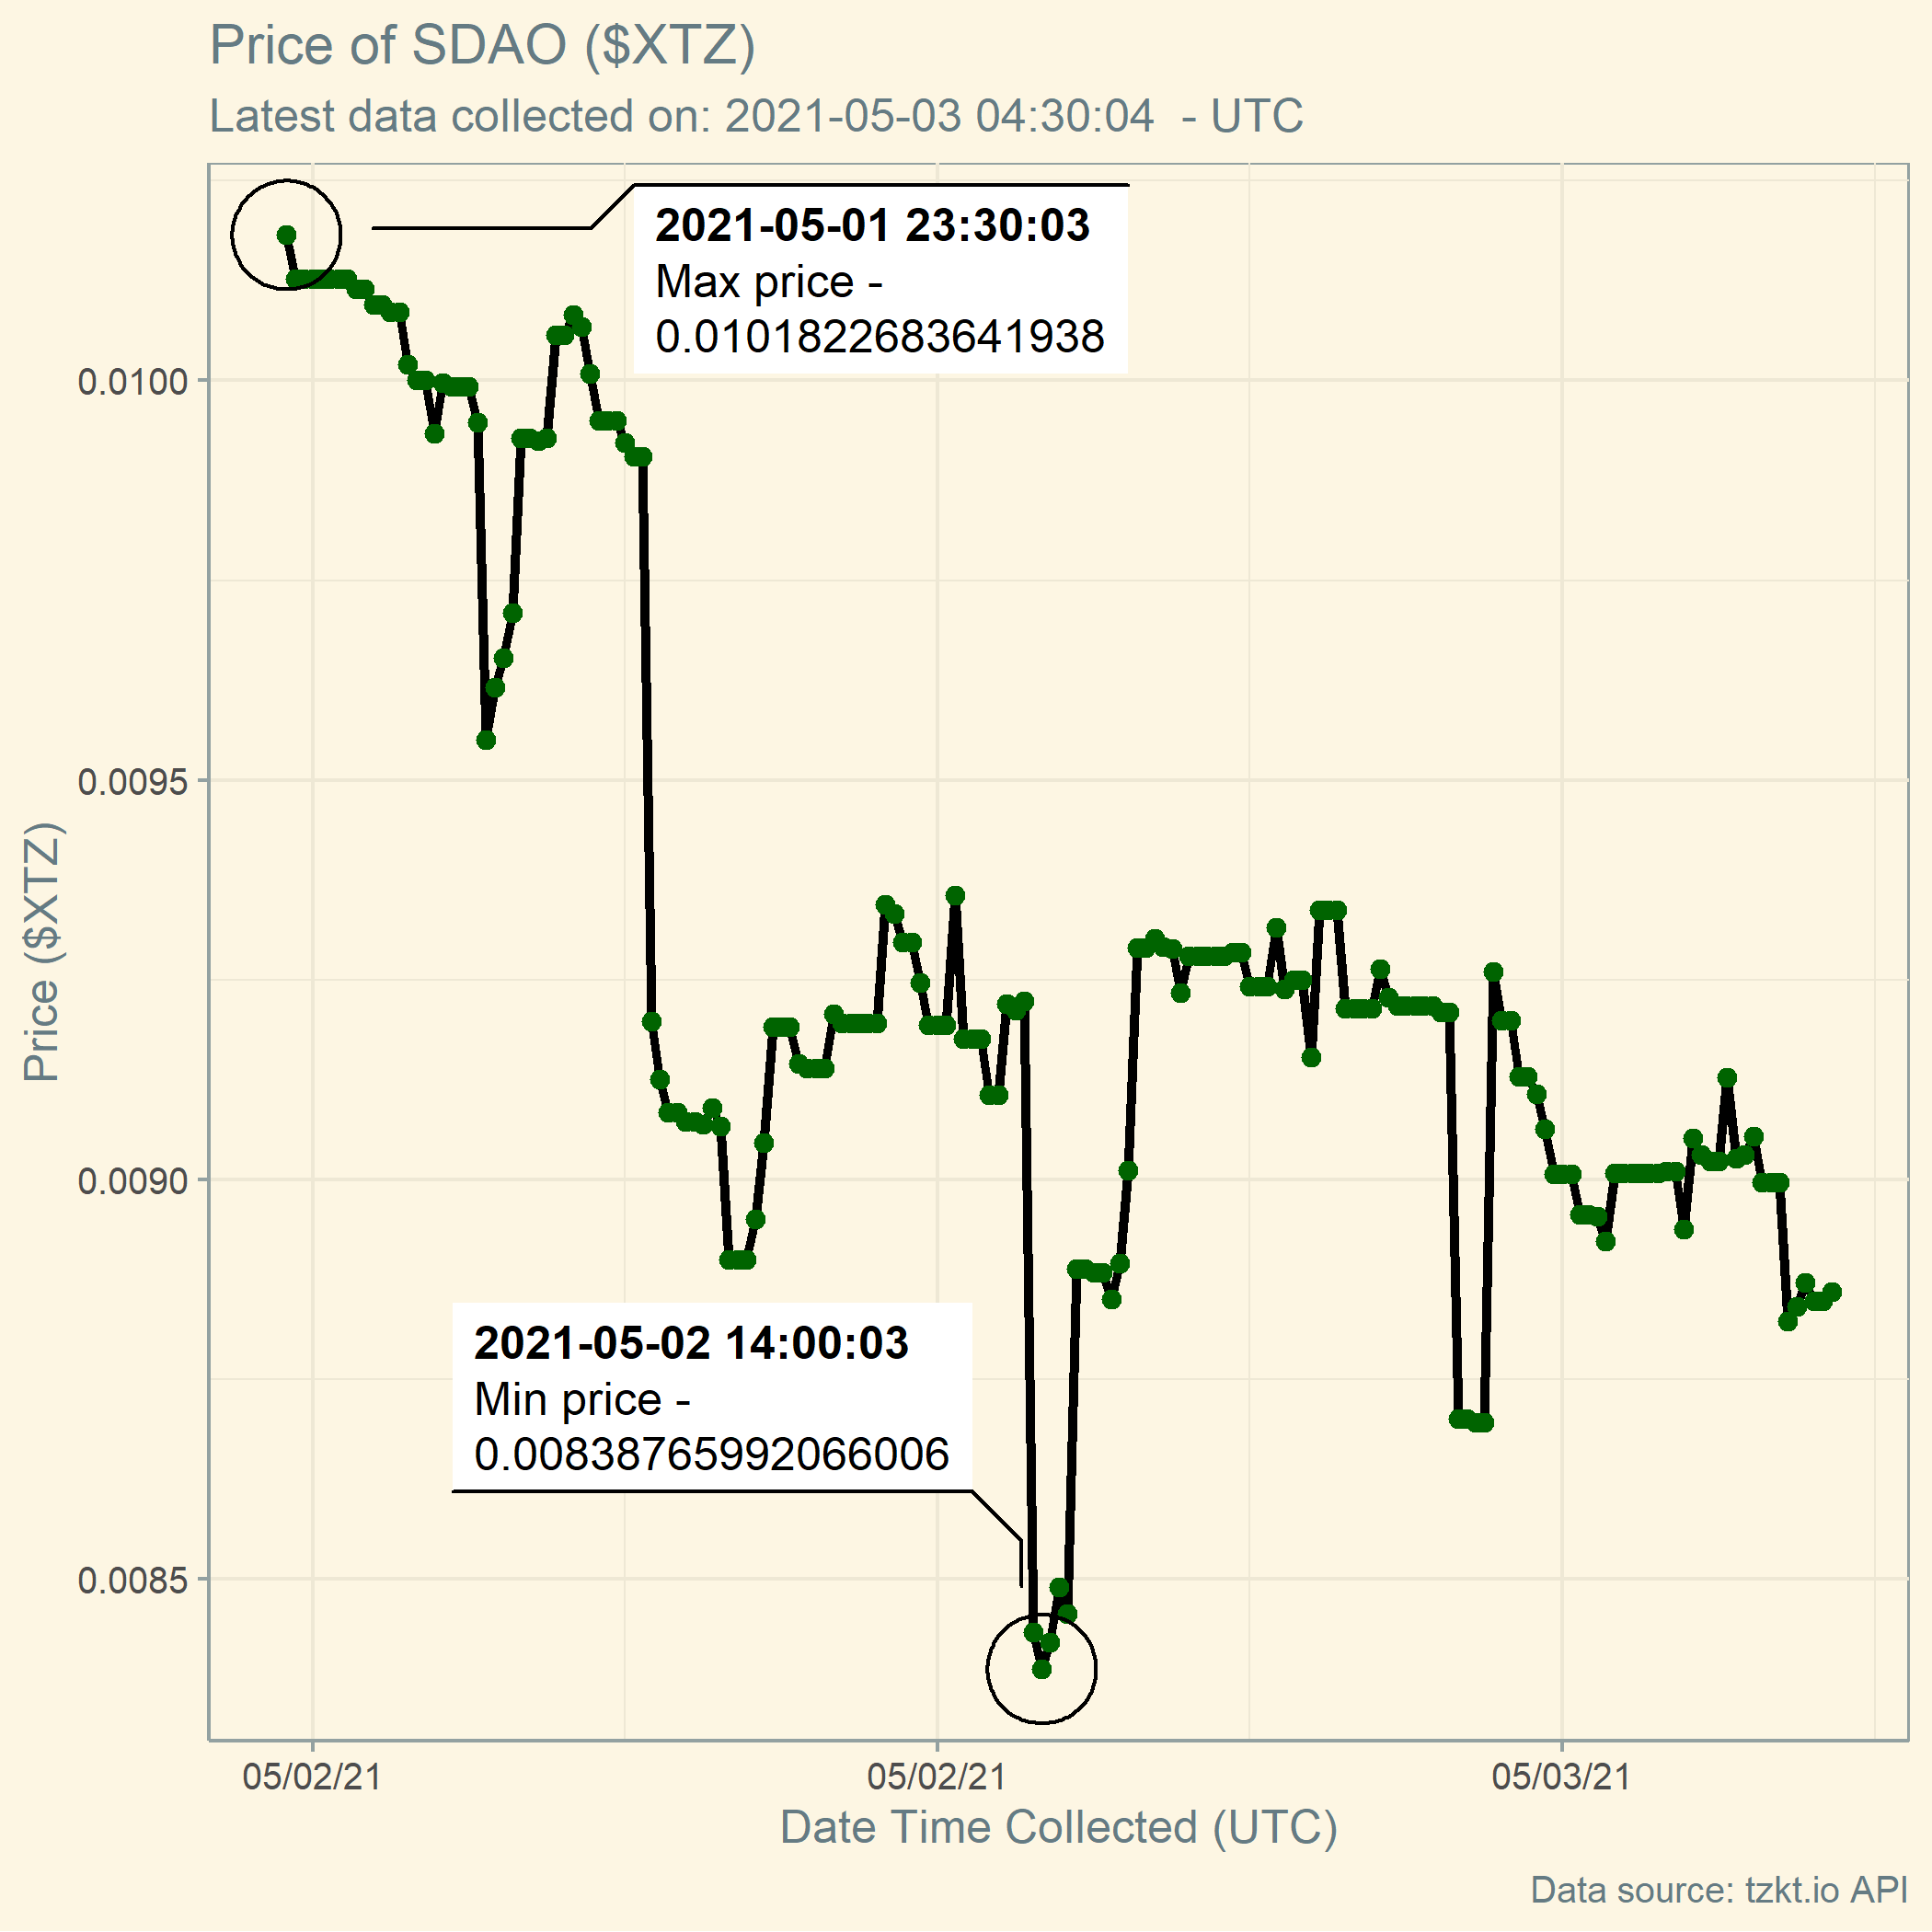 Price of SDAO ($XTZ)
Latest data collected on: 2021-05-03 04:30:04  - UTC
2021-05-01 23:30:03
Max price -
0.0101822683641938
0.0100
0.0095
0.0090
0.0085
Price ($XTZ)
2021-05-02 14:00:03
Min price -
0.00838765992066006
05/02/21
05/02/21
05/03/21
Date Time Collected (UTC)
Data source: tzkt.io API